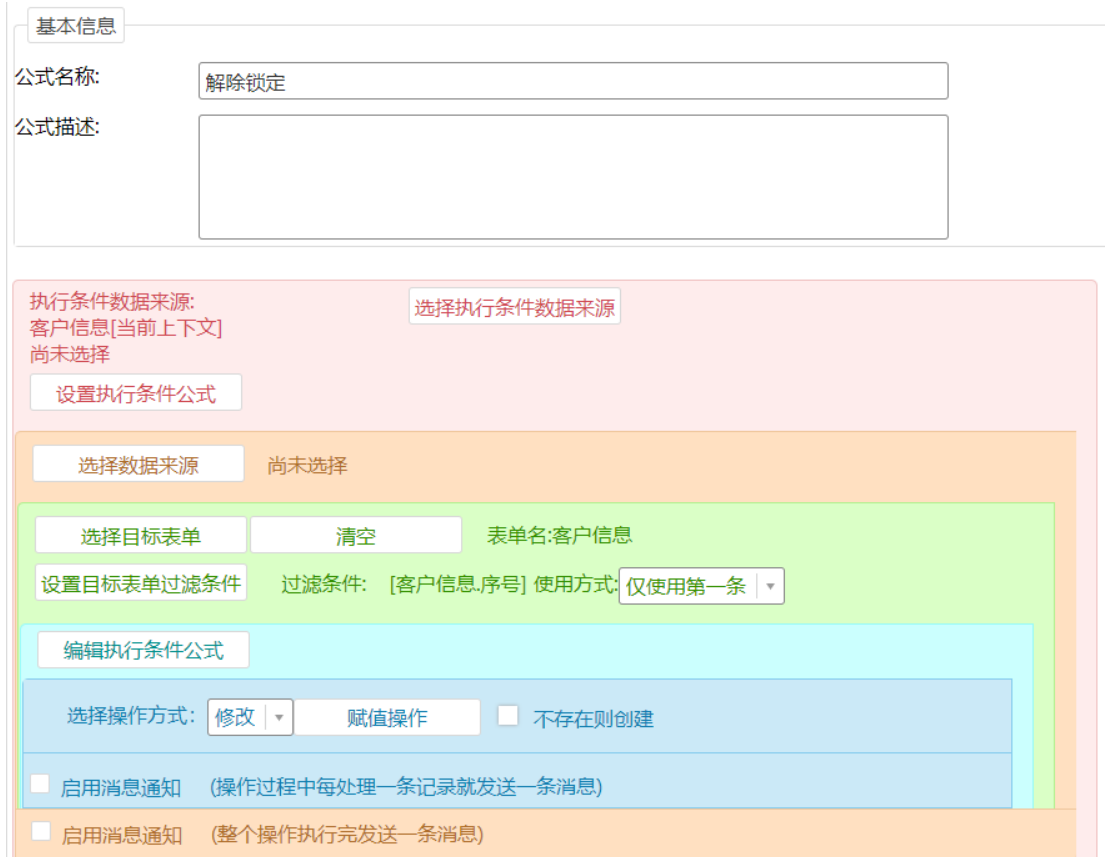 基本信息
公式名称:
解除锁定
公式描述:
执行条件数据来源:
选择执行条件数据来源
客户信息[当前上下文]
尚未选择
设置执行条件公式
选择数据来源 尚未选择
选择目标表单 清空 表单名:客户信息
设置目标表单过滤条件 过滤条件: [客户信息.序号] 使用方式: 仅使用第一条
编辑执行条件公式
选择操作方式: 修改 赋值操作 不存在则创建
启用消息通知 (操作过程中每处理一条记录就发送一条消息)
启用消息通知 (整个操作执行完发送一条消息)